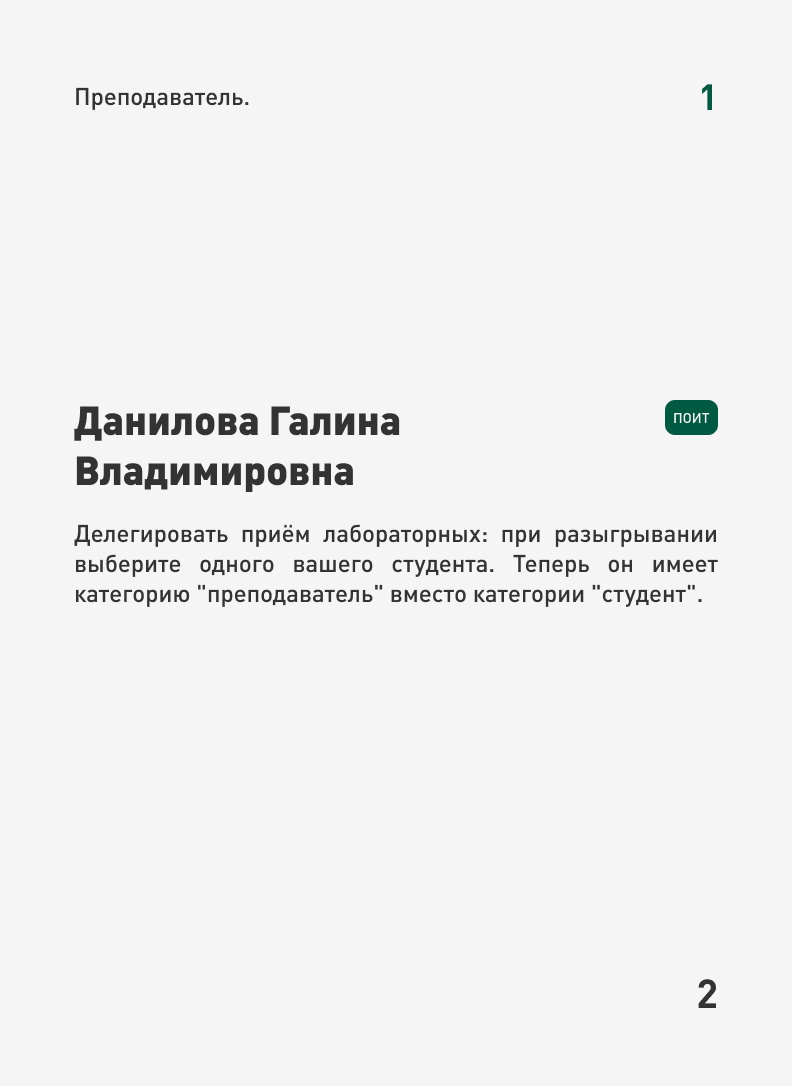 Преподаватель.
1
Данилова Галина
Владимировна
ПОИТ
Делегировать приём лабораторных: при разыгрывании
выберите одного вашего студента. Теперь он имеет
категорию "преподаватель" вместо категории "студент".
2